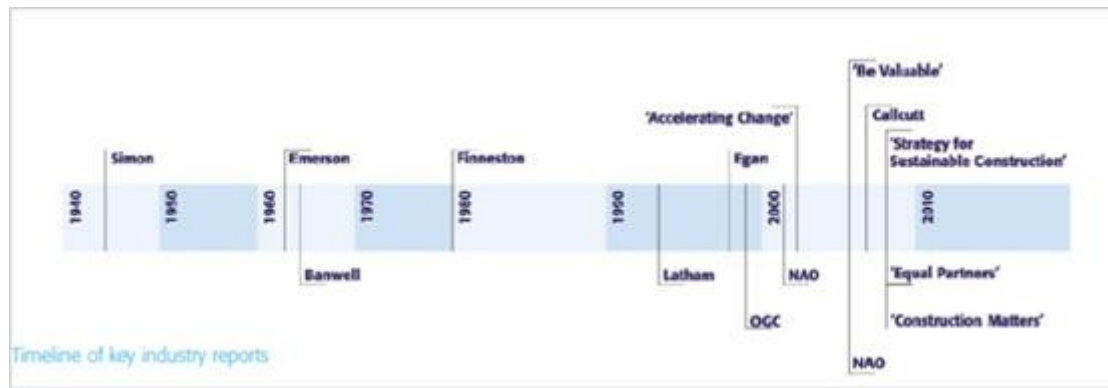 'Be Valuable'
'Accelerating Change'
Callcutt
Simon
Emerson
Finneston
Egan
'Strategy for
Sustainable Construction'
1940
1950
1960
1970
1980
1990
2000
2010
Banwell
Latham
NAO
'Equal Partners'
OGC
'Construction Matters'
Timeline of key industry reports
NAO